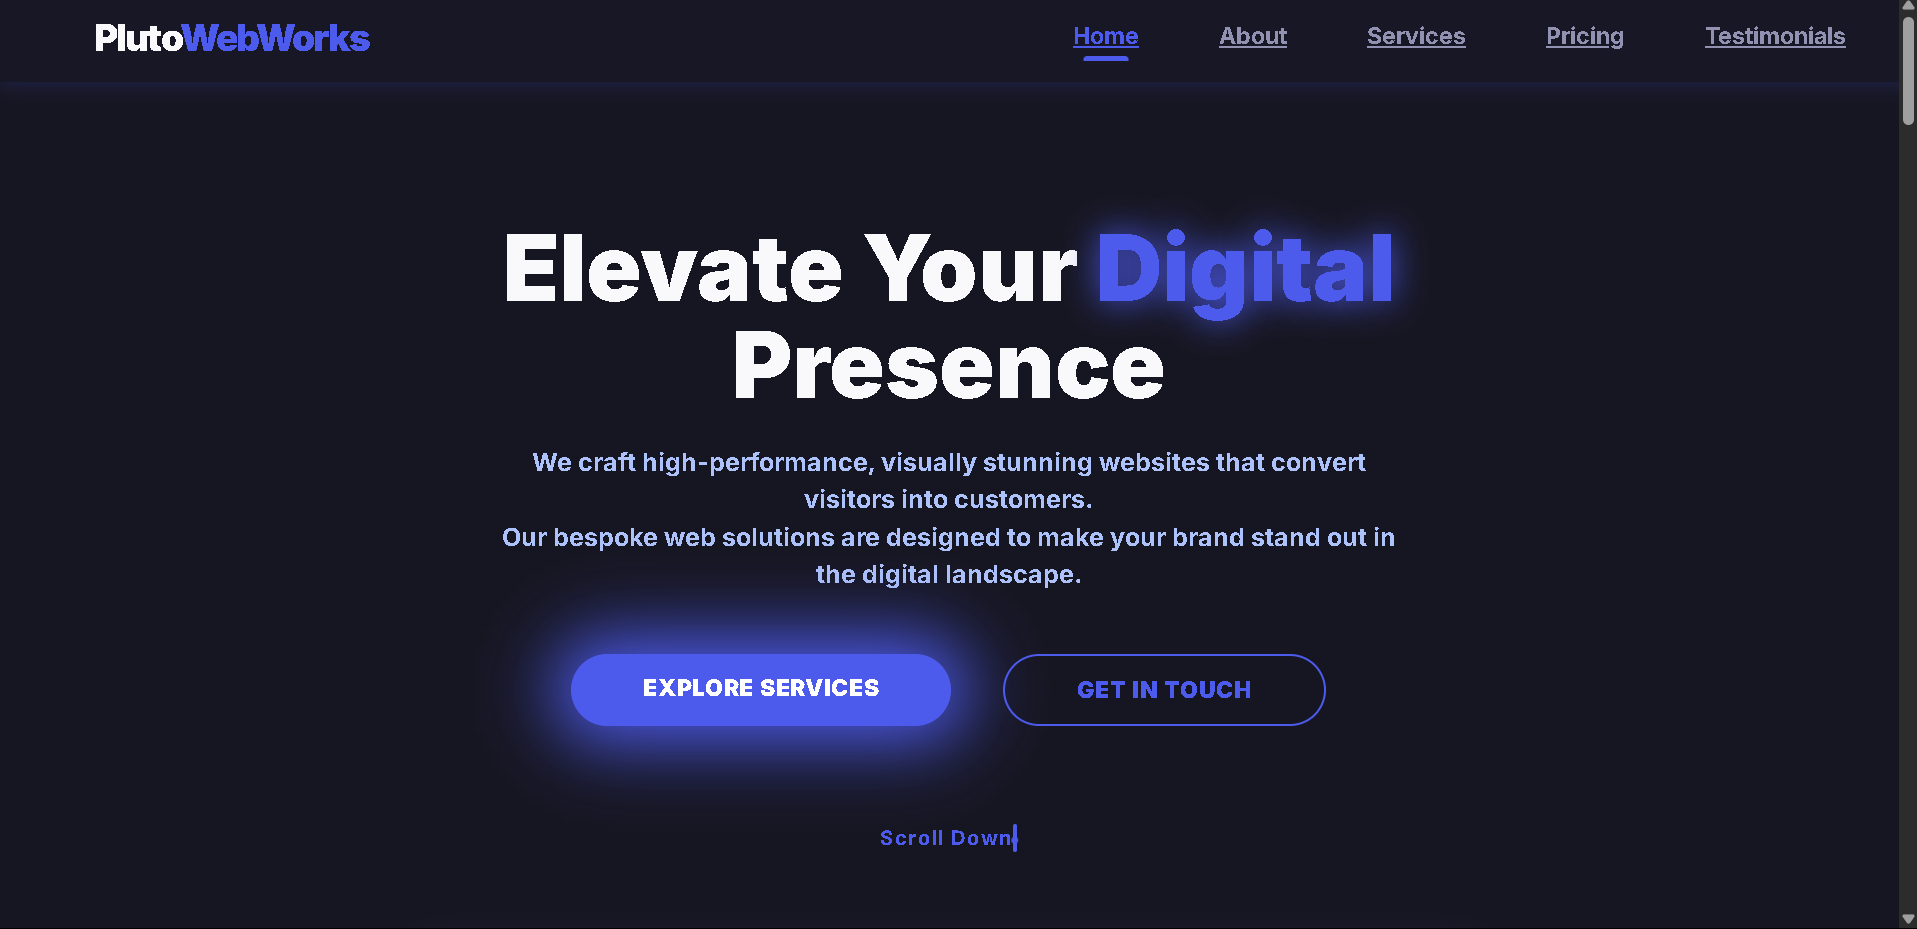 PlutoWebWorks
Home About Services Pricing Testimonials
Elevate Your Digital
Presence
We craft high-performance, visually stunning websites that convert
visitors into customers.
Our bespoke web solutions are designed to make your brand stand out in
the digital landscape.
EXPLORE SERVICES GET IN TOUCH
Scroll Down